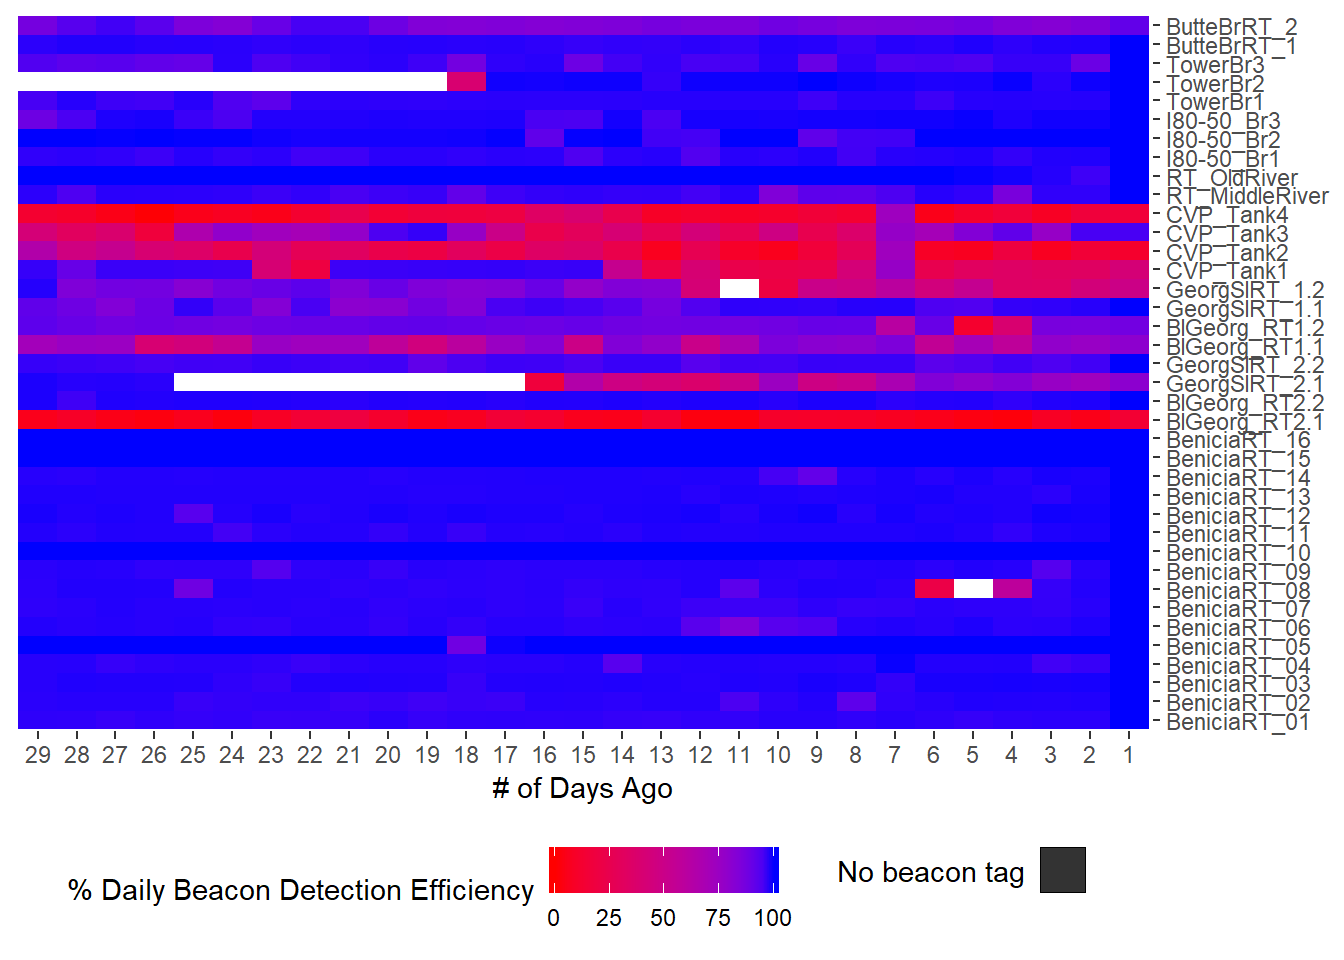 ButteBrRT_2
ButteBrRT_1
TowerBr3
TowerBr2
TowerBr1
I80-50_Br3
I80-50_Br2
I80-50_Br1
RT_OldRiver
RT_MiddleRiver
CVP_Tank4
CVP_Tank3
CVP_Tank2
CVP_Tank1
GeorgSlRT_1.2
GeorgSlRT_1.1
BlGeorg_RT1.2
BlGeorg_RT1.1
GeorgSlRT_2.2
GeorgSlRT_2.1
BlGeorg_RT2.2
BlGeorg_RT2.1
BeniciaRT_16
BeniciaRT_15
BeniciaRT_14
BeniciaRT_13
BeniciaRT_12
BeniciaRT_11
BeniciaRT_10
BeniciaRT_09
BeniciaRT_08
BeniciaRT_07
BeniciaRT_06
BeniciaRT_05
BeniciaRT_04
BeniciaRT_03
BeniciaRT_02
BeniciaRT_01
29 28 27 26 25 24 23 22 21 20 19 18 17 16 15 14 13 12 11 10 9 8 7 6 5 4 3 2 1
# of Days Ago
% Daily Beacon Detection Efficiency
0 25 50 75 100
No beacon tag